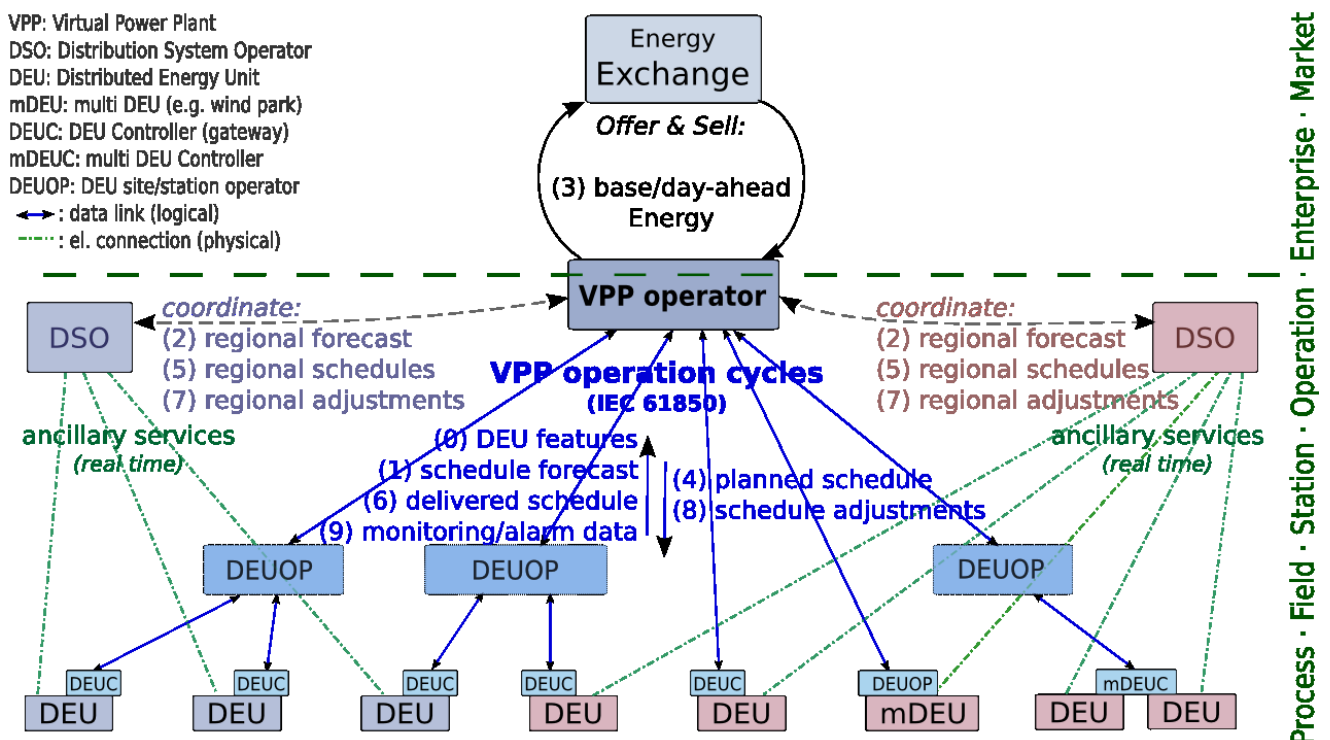 VPP: Virtual Power Plant
DSO: Distribution System Operator
DEU: Distributed Energy Unit
mDEU: multi DEU (e.g. wind park)
DEUC: DEU Controller (gateway)
mDEUC: multi DEU Controller
DEUOP: DEU site/station operator
: data link (logical)
: el. connection (physical)
Energy
Exchange
Offer & Sell:
(3) base/day-ahead
Energy
VPP operator
DSO
coordinate:
(2) regional forecast
(5) regional schedules
(7) regional adjustments
ancillary services
(real time)
coordinate:
(2) regional forecast
(5) regional schedules
(7) regional adjustments
DSO
ancillary services
(real time)
VPP operation cycles
(IEC 61850)
(0) DEU features
(1) schedule forecast
(6) delivered schedule
(9) monitoring/alarm data
(4) planned schedule
(8) schedule adjustments
DEUOP
DEUOP
DEUOP
DEUC
DEUC
DEUC
DEUC
DEUC
DEUOP
mDEUC
DEU
DEU
DEU
DEU
DEU
mDEU
DEU
DEU
Process · Field · Station · Operation · Enterprise · Market